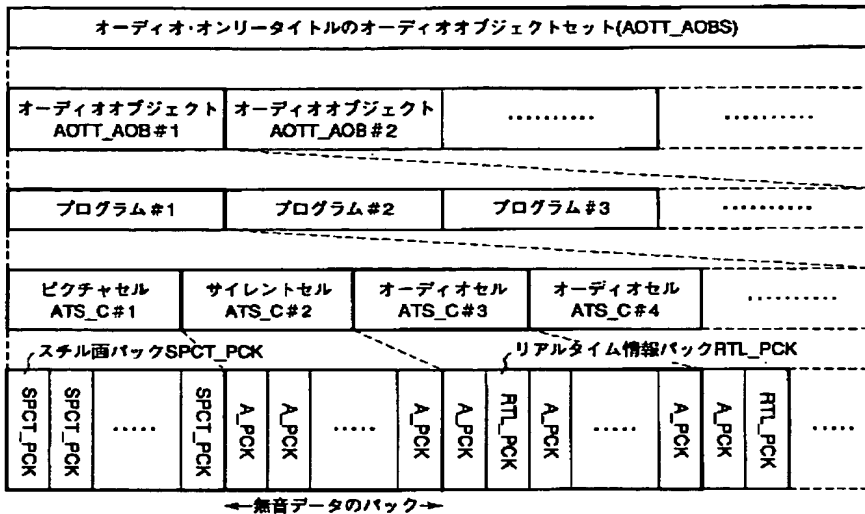 オーディオ・オンリータイトルのオーディオオブジェクトセット(AOTT_AOBS)
オーディオオブジェクト
AOTT_AOB#1
オーディオオブジェクト
AOTT_AOB#2
··········
··········
プログラム#1
プログラム#2
プログラム#3
··········
ピクチャセル
ATS_C#1
サイレントセル
ATS_C#2
オーディオセル
ATS_C#3
オーディオセル
ATS_C#4
··········
スチル画パックSPCT_PCK
リアルタイム情報パックRTL_PCK
SPCT_PCK
SPCT_PCK
·····
SPCT_PCK
A_PCK
A_PCK
·····
A_PCK
A_PCK
RTL_PCK
A_PCK
·····
A_PCK
A_PCK
RTL_PCK
·····
無音データのパック